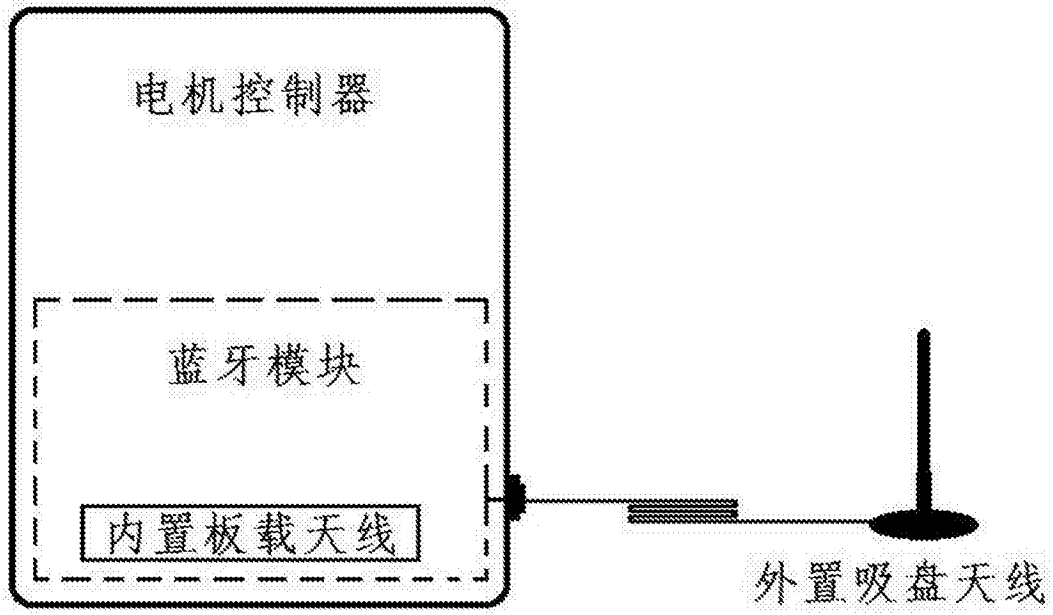 电机控制器
蓝牙模块
内置板载天线
外置吸盘天线